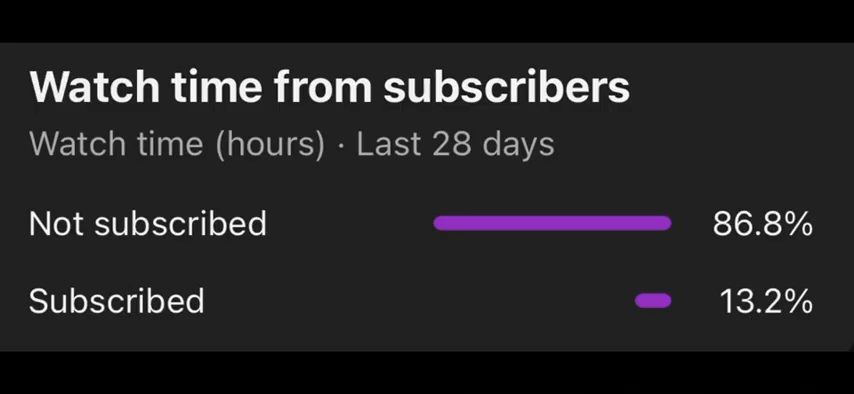 Watch time from subscribers
Watch time (hours) · Last 28 days
Not subscribed 86.8%
Subscribed 13.2%